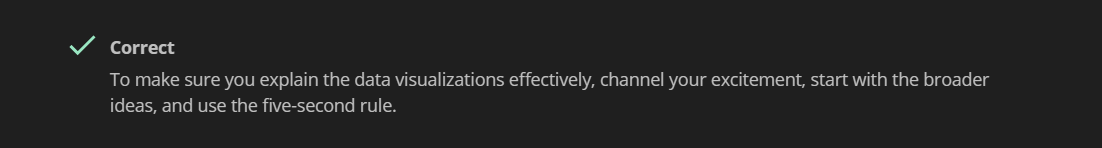 Correct
To make sure you explain the data visualizations effectively, channel your excitement, start with the broader
ideas, and use the five-second rule.